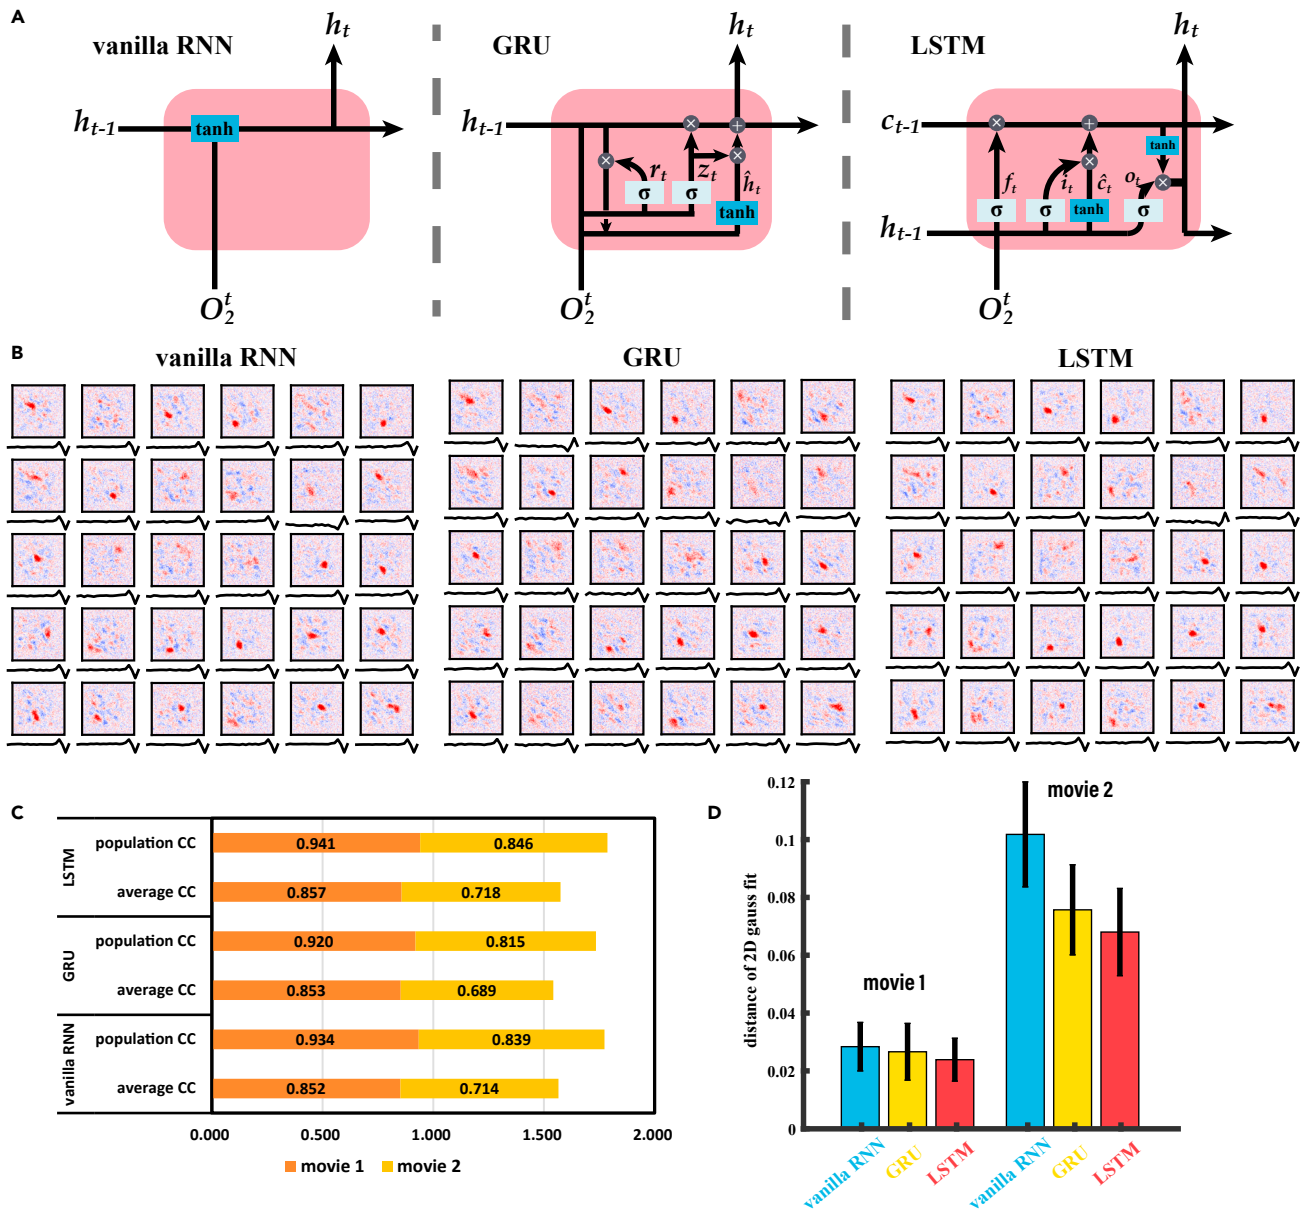 A
vanilla RNN
h_t
h_{t-1}
tanh
O_2^t
GRU
h_t
h_{t-1}
r_t
z_t
ĥ_t
σ
σ
tanh
O_2^t
LSTM
h_t
c_{t-1}
tanh
f_t
i_t
ĉ_t
o_t
σ
σ
tanh
σ
h_{t-1}
O_2^t
B
vanilla RNN
GRU
LSTM
C
LSTM
population CC
0.941
0.846
average CC
0.857
0.718
GRU
population CC
0.920
0.815
average CC
0.853
0.689
vanilla RNN
population CC
0.934
0.839
average CC
0.852
0.714
0.000 0.500 1.000 1.500 2.000
movie 1 movie 2
D
distance of 2D gauss fit
0.12
0.1
0.08
0.06
0.04
0.02
0
movie 1
movie 2
vanilla RNN
GRU
LSTM
vanilla RNN
GRU
LSTM